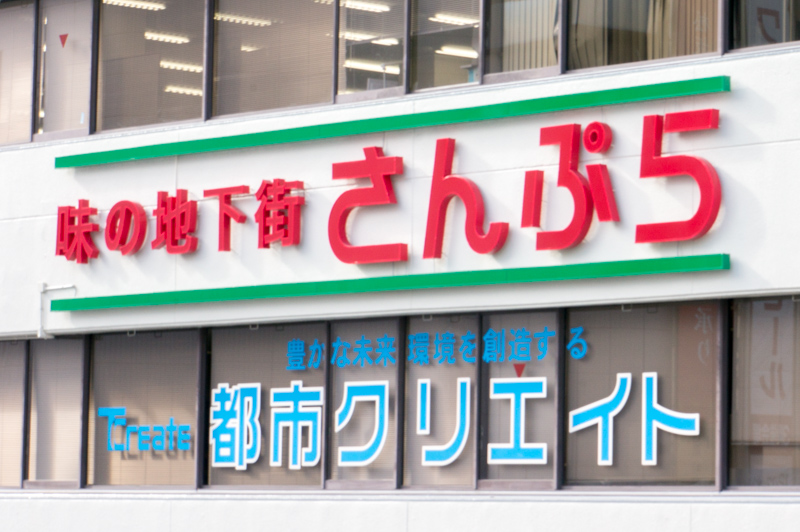 味の地下街さんぷら
豊かな未来 環境を創造する
TCreate 都市クリエイト